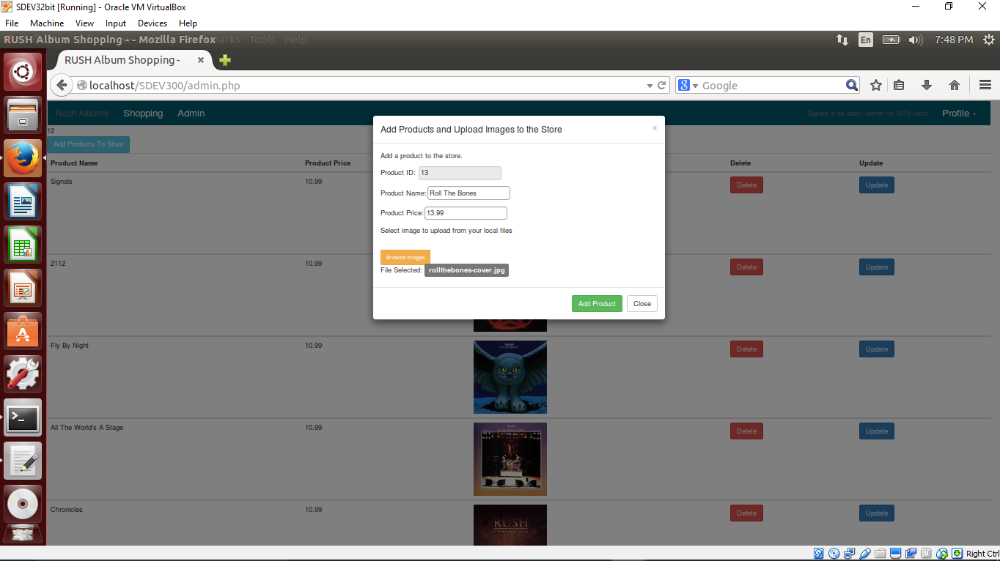 SDEV32bit [Running] - Oracle VM VirtualBox
File Machine View Input Devices Help
RUSH Album Shopping - - Mozilla Firefox Tools Help
En 7:48 PM
RUSH Album Shopping -
localhost/SDEV300/admin.php
Google
Rush Albums Shopping Admin
Signed in as sdev_owner for 1275 secs Profile
12
Add Products To Store
Product Name Product Price Delete Update
Signals 10.99 Delete Update
2112 10.99 Delete Update
Fly By Night 10.99 Delete Update
RUSH
All The World's A Stage 10.99 Delete Update
Chronicles 10.99 Delete Update
RUSH
CHRONICLES
Add Products and Upload Images to the Store ×
Add a product to the store.
Product ID: 13
Product Name: Roll The Bones
Product Price: 13.99
Select image to upload from your local files
Browse Images
File Selected: rollthebones-cover.jpg
Add Product Close
Right Ctrl